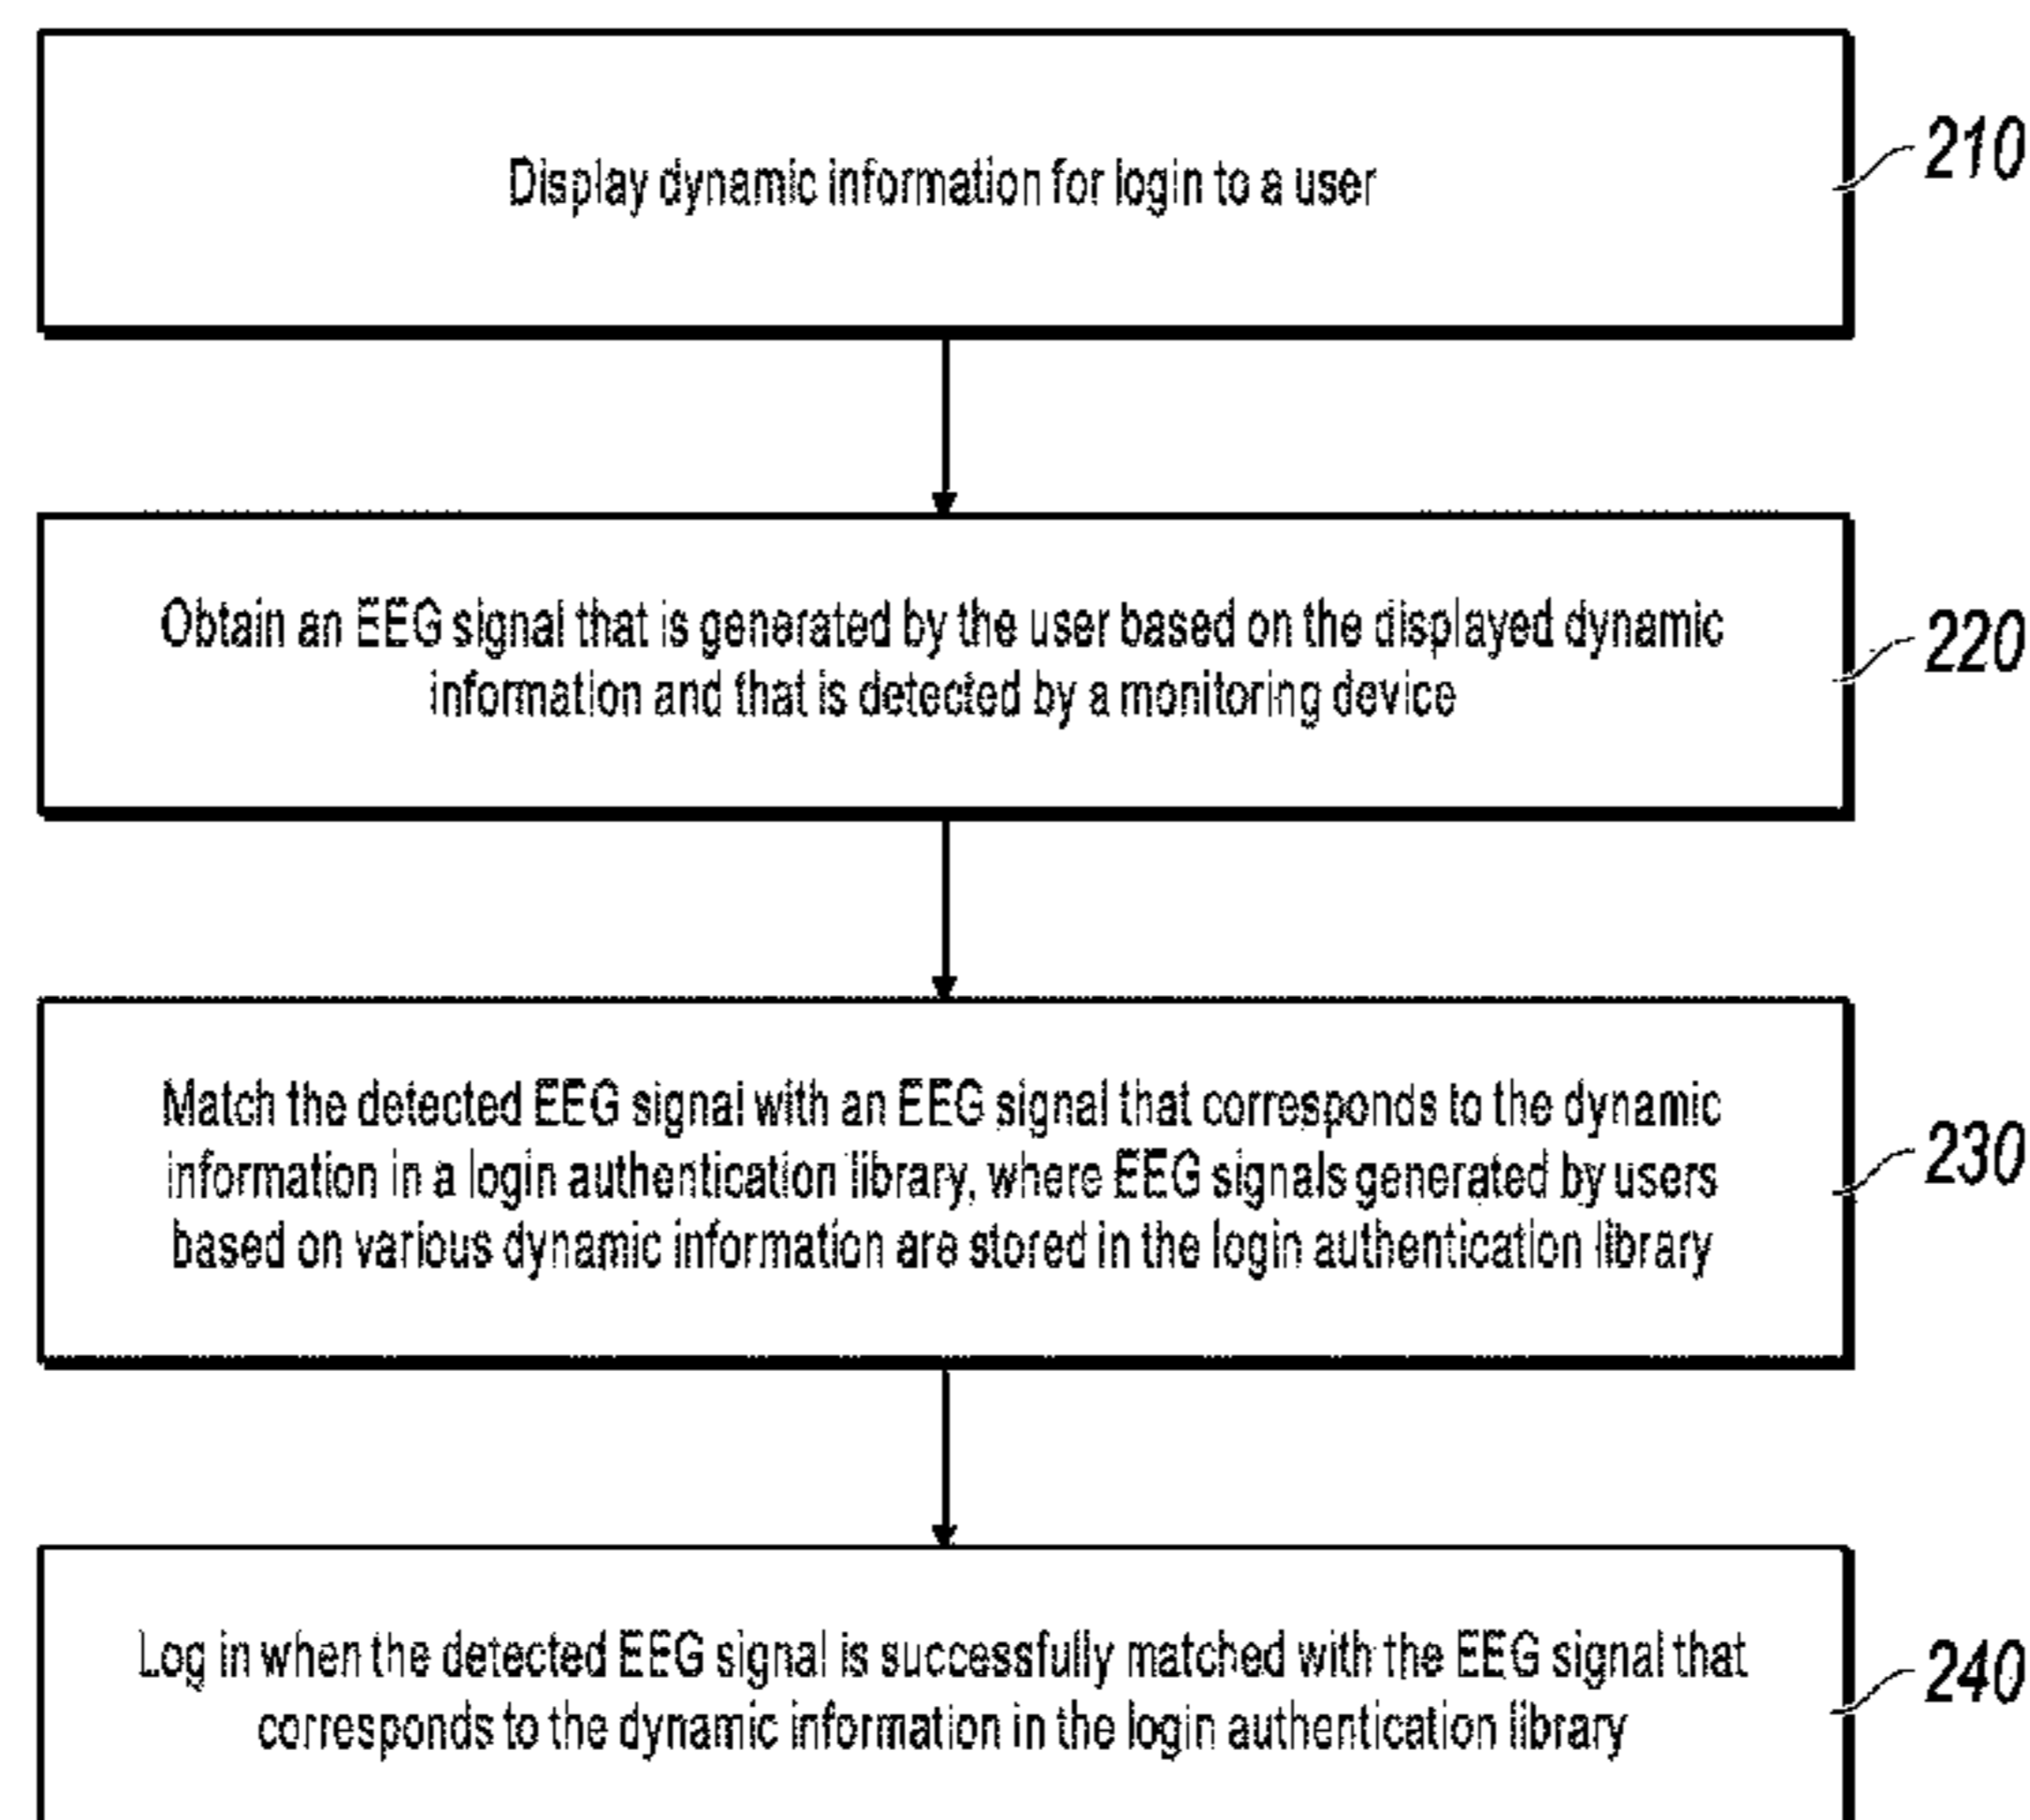 Display dynamic information for login to a user
210
Obtain an EEG signal that is generated by the user based on the displayed dynamic
information and that is detected by a monitoring device
220
Match the detected EEG signal with an EEG signal that corresponds to the dynamic
information in a login authentication library, where EEG signals generated by users
based on various dynamic information are stored in the login authentication library
230
Log in when the detected EEG signal is successfully matched with the EEG signal that
corresponds to the dynamic information in the login authentication library
240